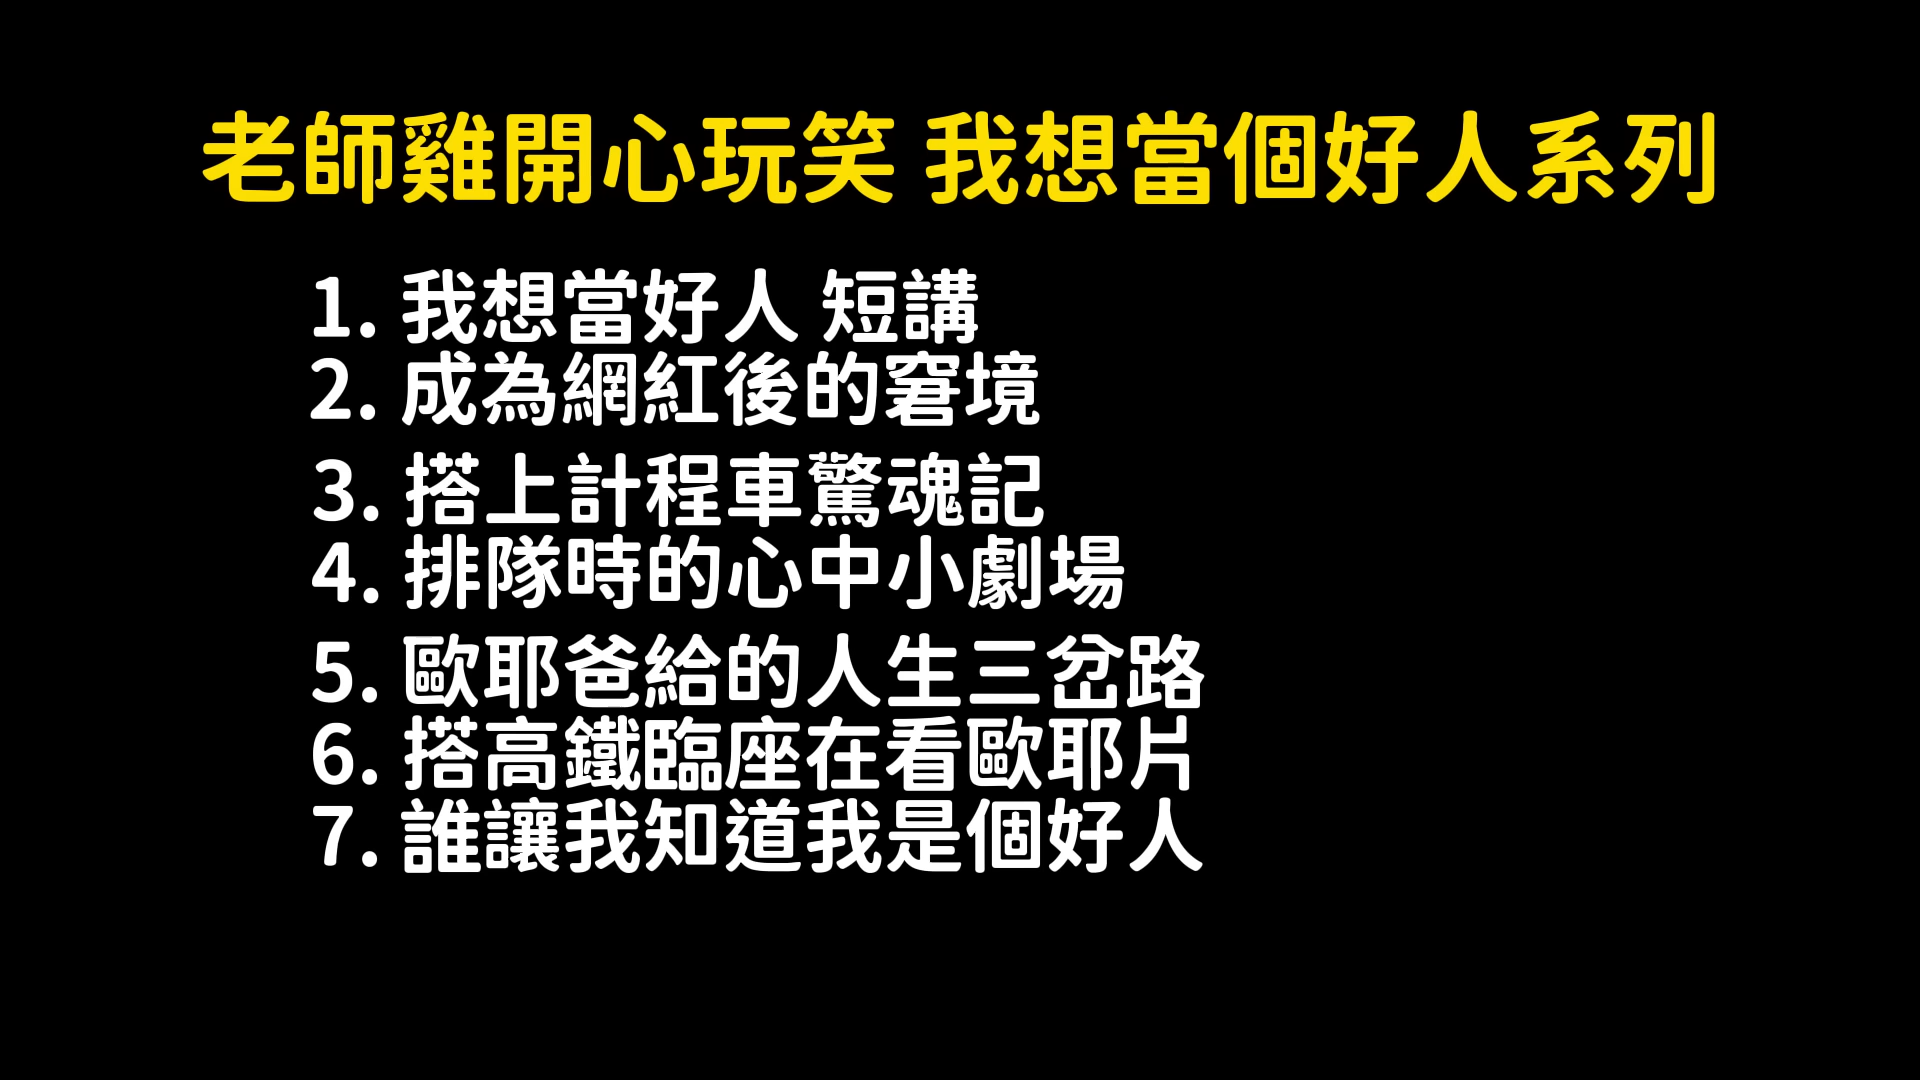 老師雞開心玩笑 我想當個好人系列
1. 我想當好人 短講
2. 成為網紅後的窘境
3. 搭上計程車驚魂記
4. 排隊時的心中小劇場
5. 歐耶爸給的人生三岔路
6. 搭高鐵臨座在看歐耶片
7. 誰讓我知道我是個好人